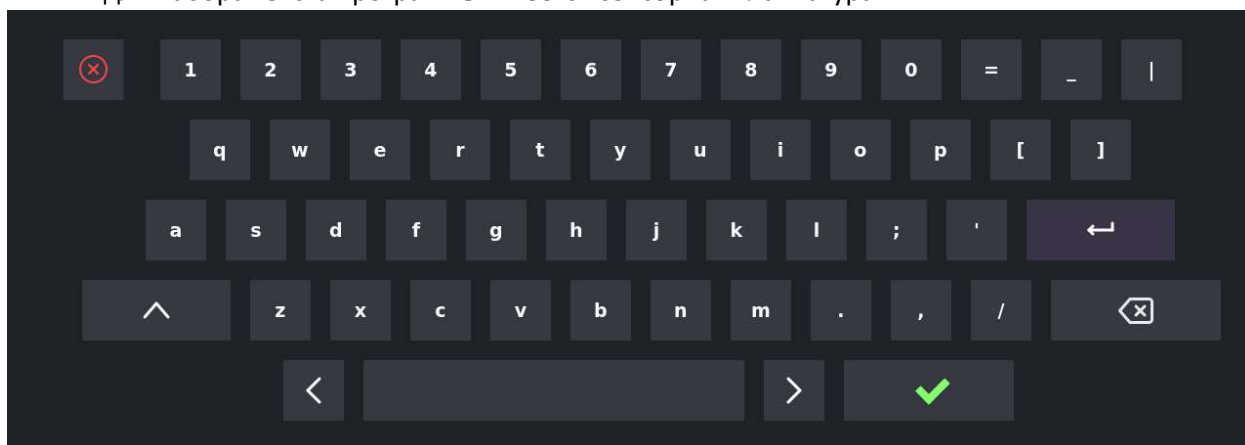 1 2 3 4 5 6 7 8 9 0 = _ |
q w e r t y u i o p [ ]
a s d f g h j k l ; '
z x c v b n m . , /